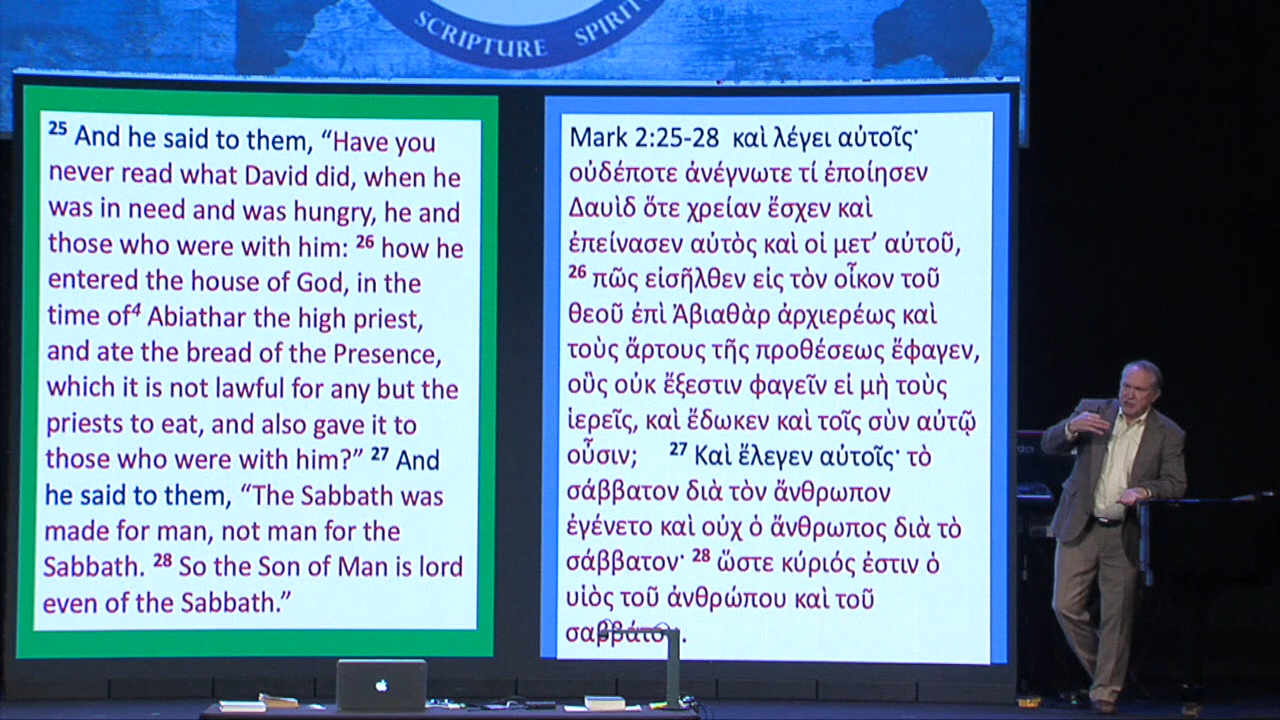 SCRIPTURE SPIRIT
25 And he said to them, “Have you
never read what David did, when he
was in need and was hungry, he and
those who were with him: 26 how he
entered the house of God, in the
time of4 Abiathar the high priest,
and ate the bread of the Presence,
which it is not lawful for any but the
priests to eat, and also gave it to
those who were with him?” 27 And
he said to them, “The Sabbath was
made for man, not man for the
Sabbath. 28 So the Son of Man is lord
even of the Sabbath.”
Mark 2:25-28 καὶ λέγει αὐτοῖς·
οὐδέποτε ἀνέγνωτε τί ἐποίησεν
Δαυὶδ ὅτε χρείαν ἔσχεν καὶ
ἐπείνασεν αὐτὸς καὶ οἱ μετ’ αὐτοῦ,
26 πῶς εἰσῆλθεν εἰς τὸν οἶκον τοῦ
θεοῦ ἐπὶ Ἀβιαθὰρ ἀρχιερέως καὶ
τοὺς ἄρτους τῆς προθέσεως ἔφαγεν,
οὓς οὐκ ἔξεστιν φαγεῖν εἰ μὴ τοὺς
ἱερεῖς, καὶ ἔδωκεν καὶ τοῖς σὺν αὐτῷ
οὖσιν; 27 Καὶ ἔλεγεν αὐτοῖς· τὸ
σάββατον διὰ τὸν ἄνθρωπον
ἐγένετο καὶ οὐχ ὁ ἄνθρωπος διὰ τὸ
σάββατον· 28 ὥστε κύριός ἐστιν ὁ
υἱὸς τοῦ ἀνθρώπου καὶ τοῦ